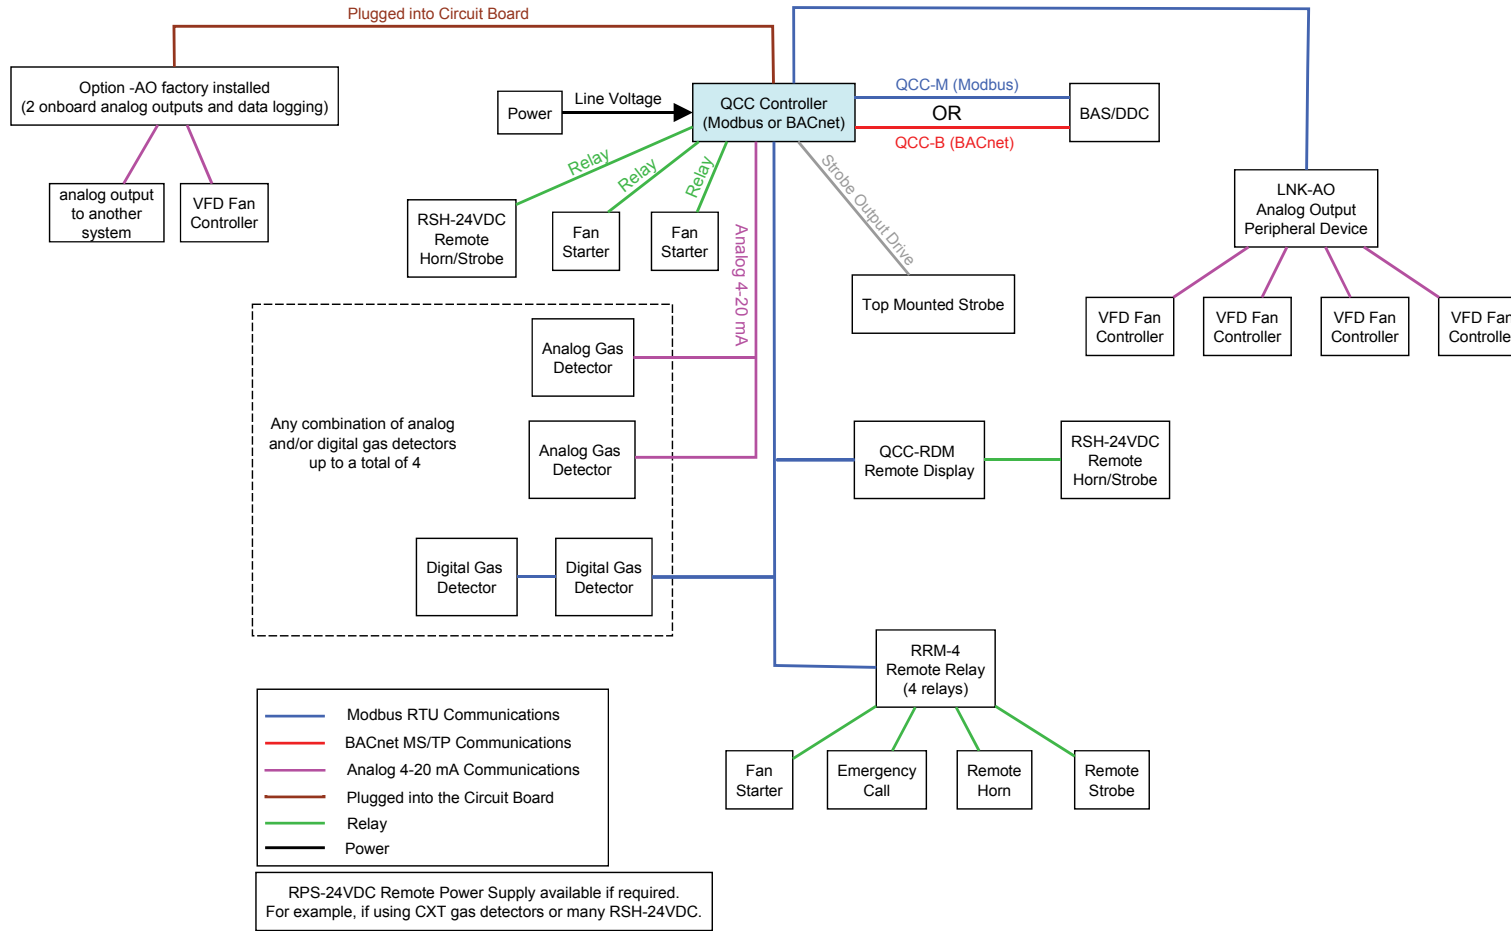 Plugged into Circuit Board
Option -AO factory installed
(2 onboard analog outputs and data logging)
analog output
to another
system
VFD Fan
Controller
Power
Line Voltage
QCC Controller
(Modbus or BACnet)
QCC-M (Modbus)
OR
QCC-B (BACnet)
BAS/DDC
Relay
Relay
Relay
RSH-24VDC
Remote
Horn/Strobe
Fan
Starter
Fan
Starter
Analog 4-20 mA
Strobe Output Drive
Top Mounted Strobe
LNK-AO
Analog Output
Peripheral Device
VFD Fan
Controller
VFD Fan
Controller
VFD Fan
Controller
VFD Fan
Controlle
Any combination of analog
and/or digital gas detectors
up to a total of 4
Analog Gas
Detector
Analog Gas
Detector
Digital Gas
Detector
Digital Gas
Detector
QCC-RDM
Remote Display
RSH-24VDC
Remote
Horn/Strobe
RRM-4
Remote Relay
(4 relays)
Fan
Starter
Emergency
Call
Remote
Horn
Remote
Strobe
Modbus RTU Communications
BACnet MS/TP Communications
Analog 4-20 mA Communications
Plugged into the Circuit Board
Relay
Power
RPS-24VDC Remote Power Supply available if required.
For example, if using CXT gas detectors or many RSH-24VDC.